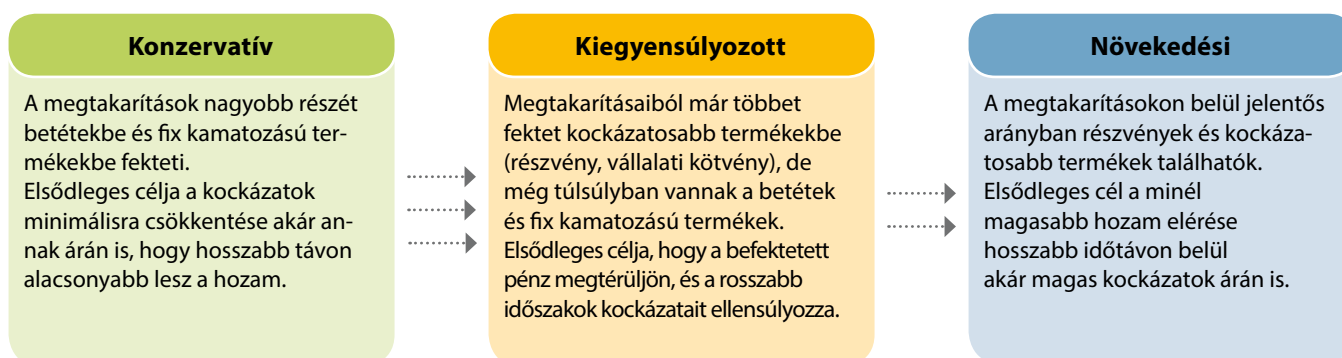 Konzervatív
A megtakarítások nagyobb részét
betétekbe és fix kamatozású ter-
mékekbe fekteti.
Elsődleges célja a kockázatok
minimálisra csökkentése akár an-
nak árán is, hogy hosszabb távon
alacsonyabb lesz a hozam.
Kiegyensúlyozott
Megtakarításaiból már többet
fektet kockázatosabb termékekbe
(részvény, vállalati kötvény), de
még túlsúlyban vannak a betétek
és fix kamatozású termékek.
Elsődleges célja, hogy a befektetett
pénz megtérüljön, és a rosszabb
időszakok kockázatait ellensúlyozza.
Növekedési
A megtakarításokon belül jelentős
arányban részvények és kockáza-
tosabb termékek találhatók.
Elsődleges cél a minél
magasabb hozam elérése
hosszabb időtávon belül
akár magas kockázatok árán is.